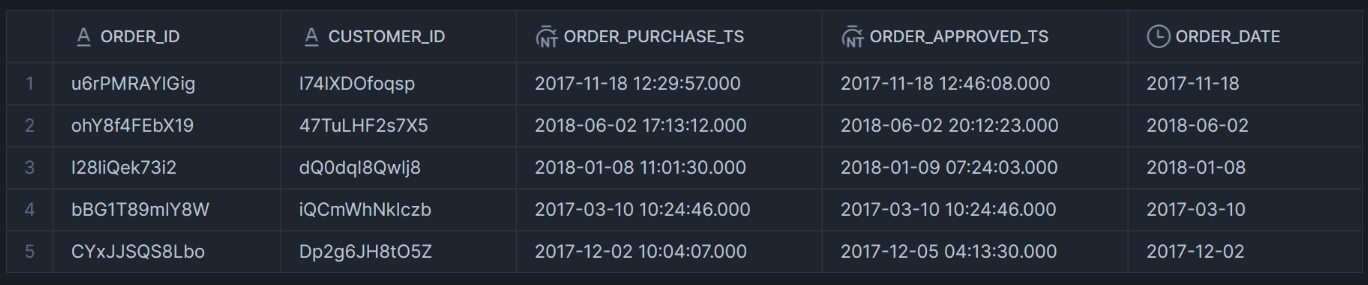 ORDER_ID CUSTOMER_ID ORDER_PURCHASE_TS ORDER_APPROVED_TS ORDER_DATE
1 u6rPMRAYIGig I74IXDOfoqsp 2017-11-18 12:29:57.000 2017-11-18 12:46:08.000 2017-11-18
2 ohY8f4FEbX19 47TuLHF2s7X5 2018-06-02 17:13:12.000 2018-06-02 20:12:23.000 2018-06-02
3 I28liQek73i2 dQ0dqI8Qwlj8 2018-01-08 11:01:30.000 2018-01-09 07:24:03.000 2018-01-08
4 bBG1T89mlY8W iQCmWhNkIczb 2017-03-10 10:24:46.000 2017-03-10 10:24:46.000 2017-03-10
5 CYxJJSQS8Lbo Dp2g6JH8tO5Z 2017-12-02 10:04:07.000 2017-12-05 04:13:30.000 2017-12-02